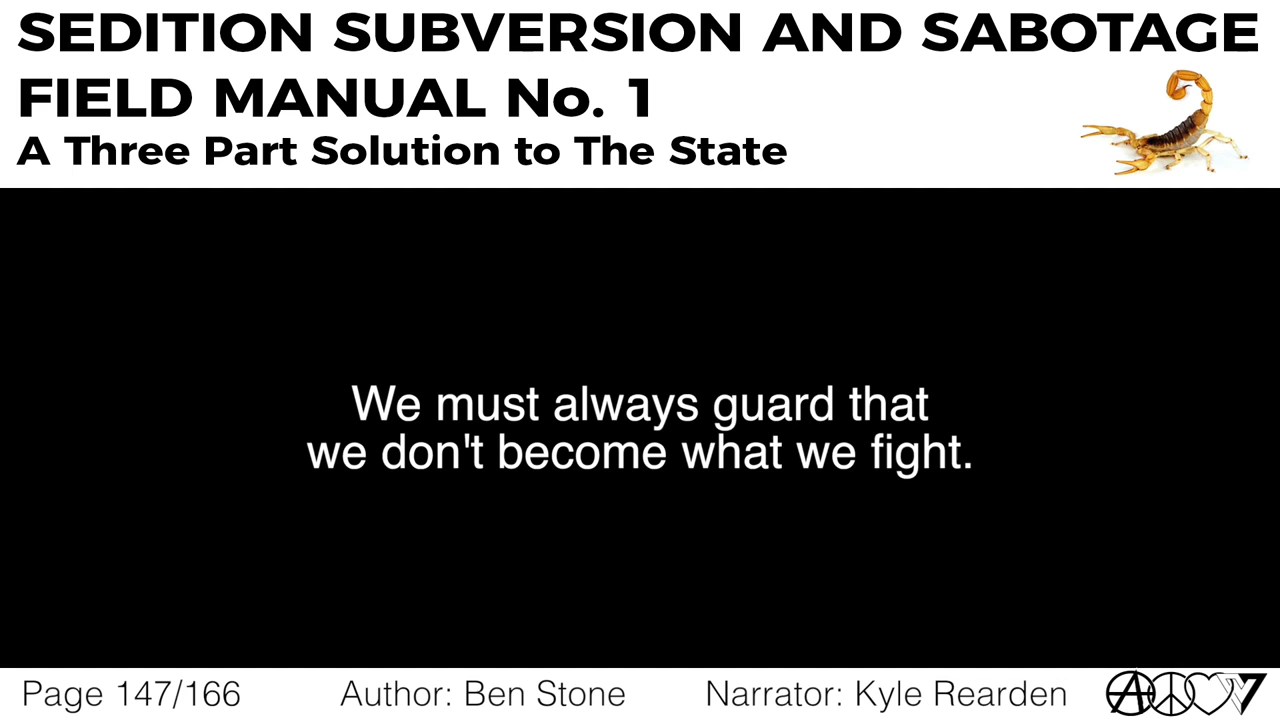 SEDITION SUBVERSION AND SABOTAGE
FIELD MANUAL No. 1
A Three Part Solution to The State
We must always guard that
we don't become what we fight.
Page 147/166
Author: Ben Stone
Narrator: Kyle Rearden